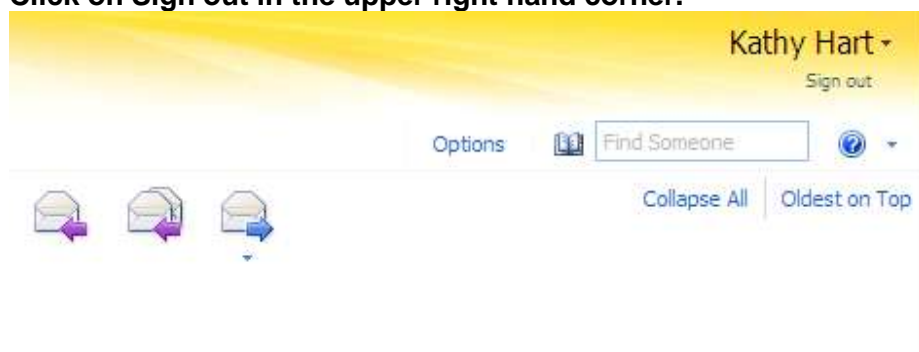 Click on Sign out in the upper right hand corner.
Kathy Hart
Sign out
Options
Find Someone
Collapse All
Oldest on Top